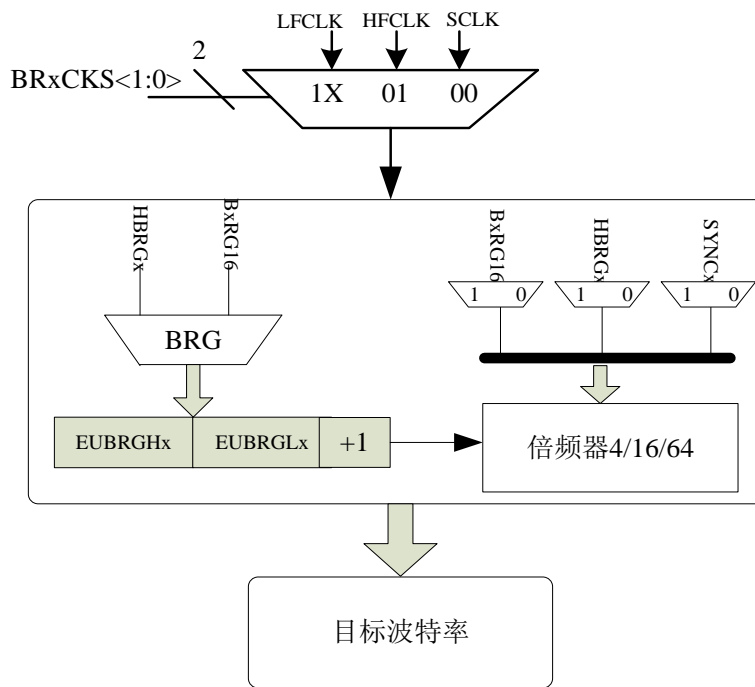 LFCLK HFCLK SCLK
2
BRxCKS<1:0>
1X 01 00
HBRGx
BxRG16
BxRG16
HBRGx
SYNCx
1 0 1 0 1 0
BRG
EUBRGHx EUBRGLx +1
倍频器4/16/64
目标波特率